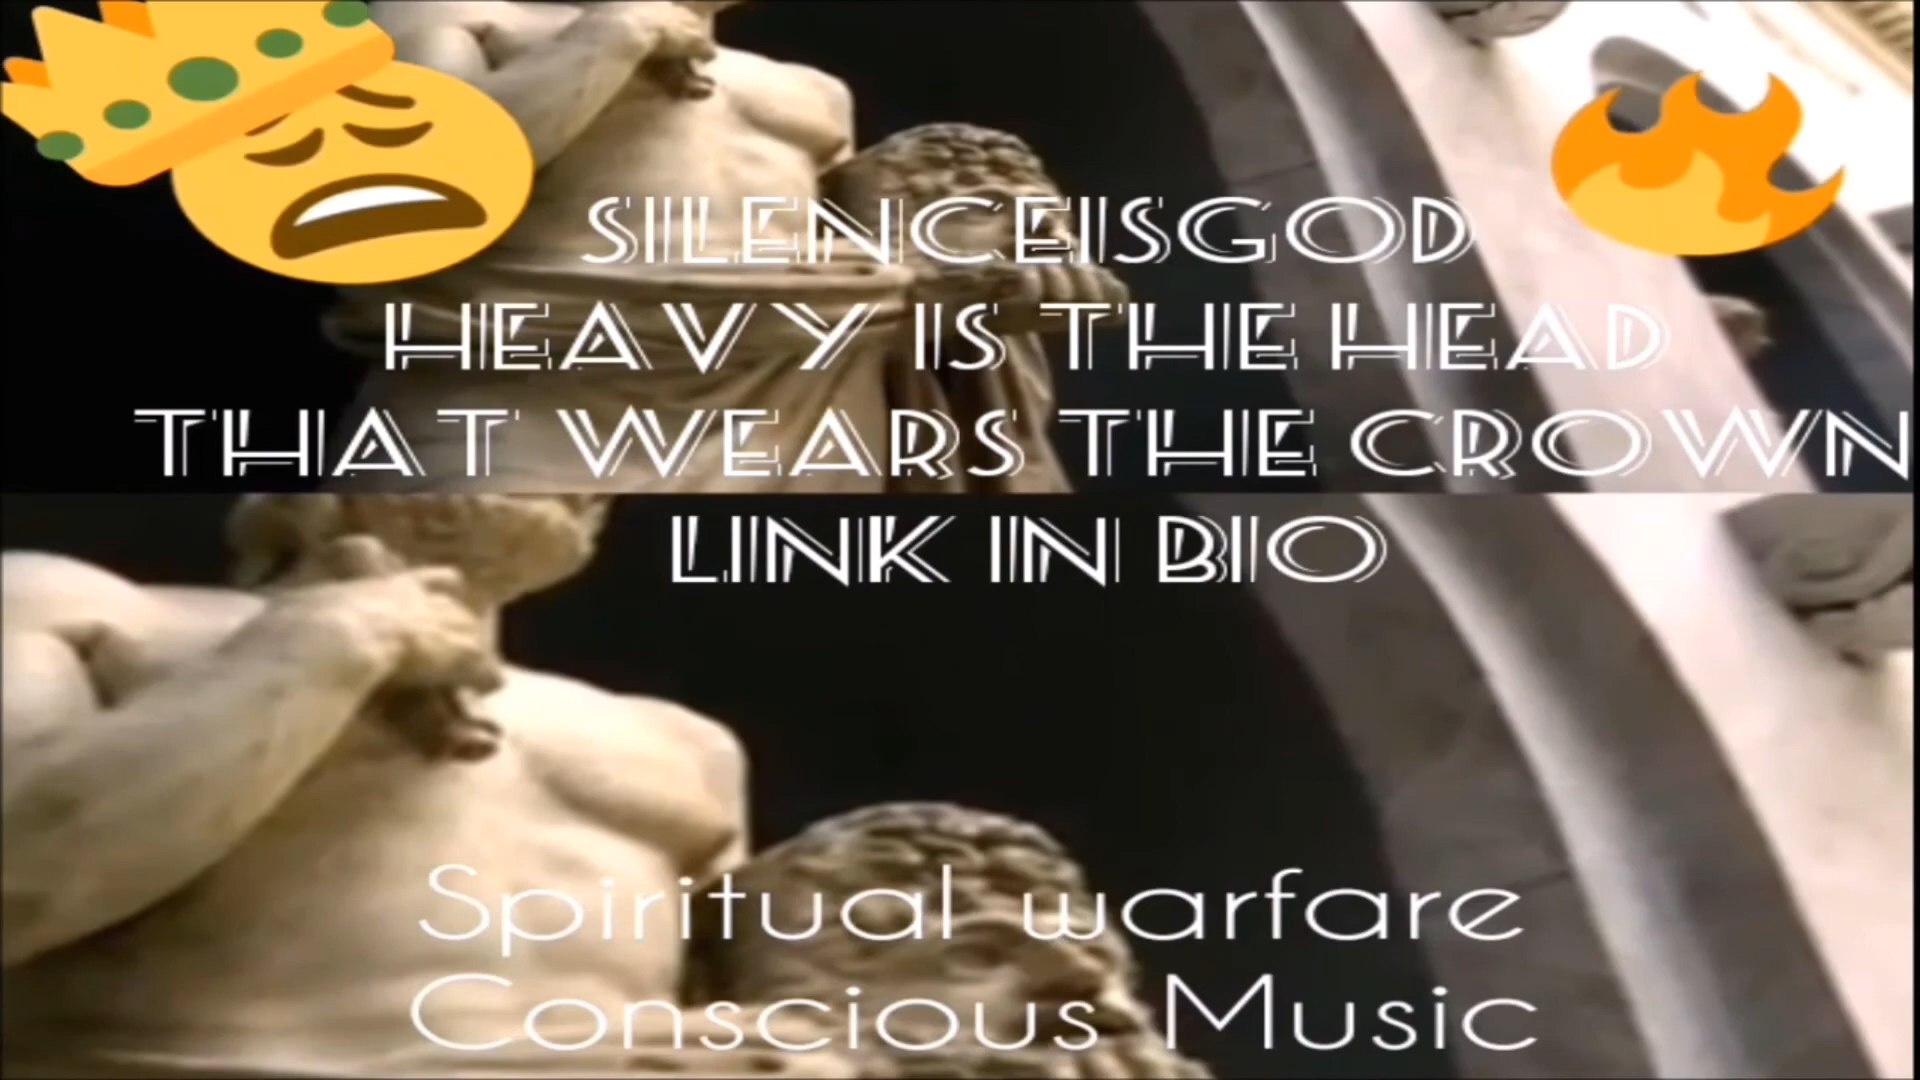 SILENCEISGOD
HEAVY IS THE HEAD
THAT WEARS THE CROWN
LINK IN BIO
Spiritual warfare
Conscious Music